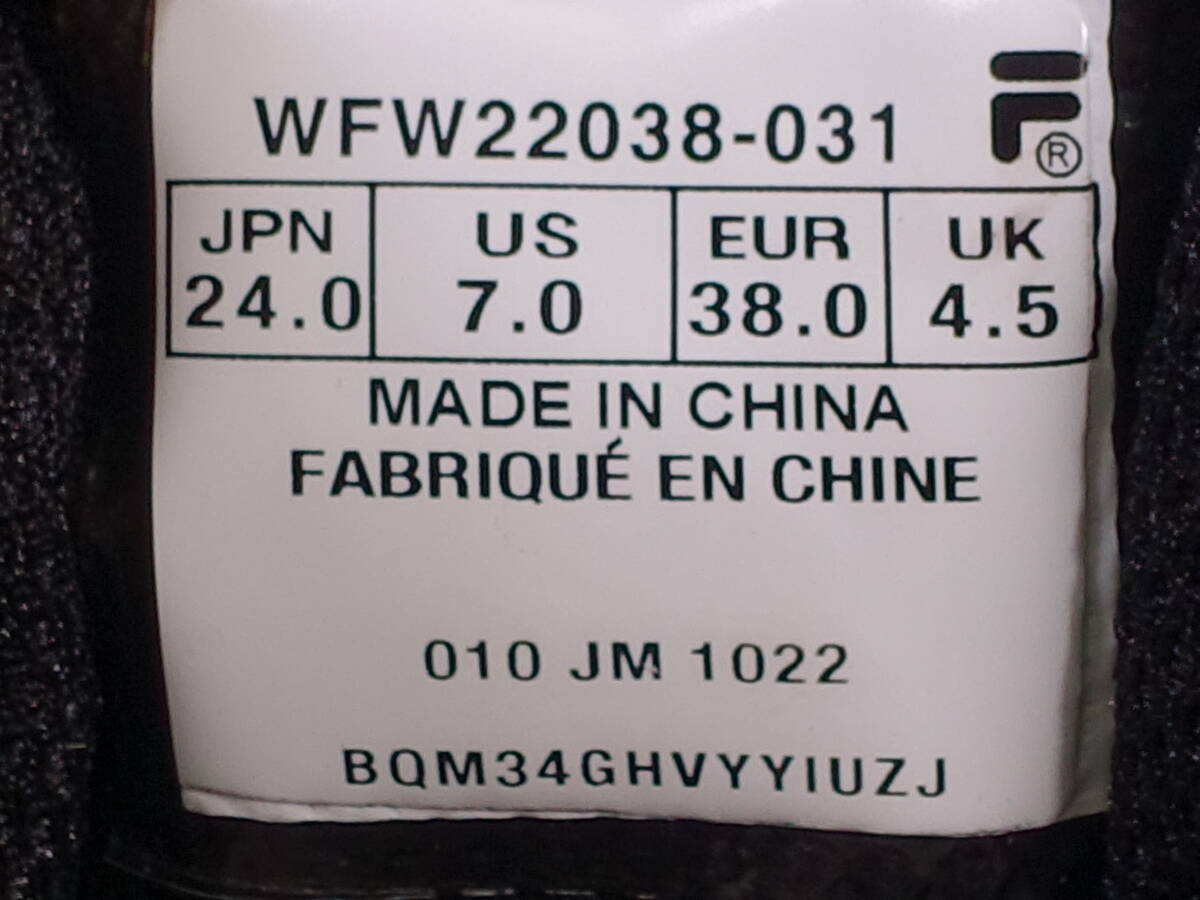 WFW22038-031
®
JPN US EUR UK
24.0 7.0 38.0 4.5
MADE IN CHINA
FABRIQUÉ EN CHINE
010 JM 1022
BQM34GHVYYIUZJ